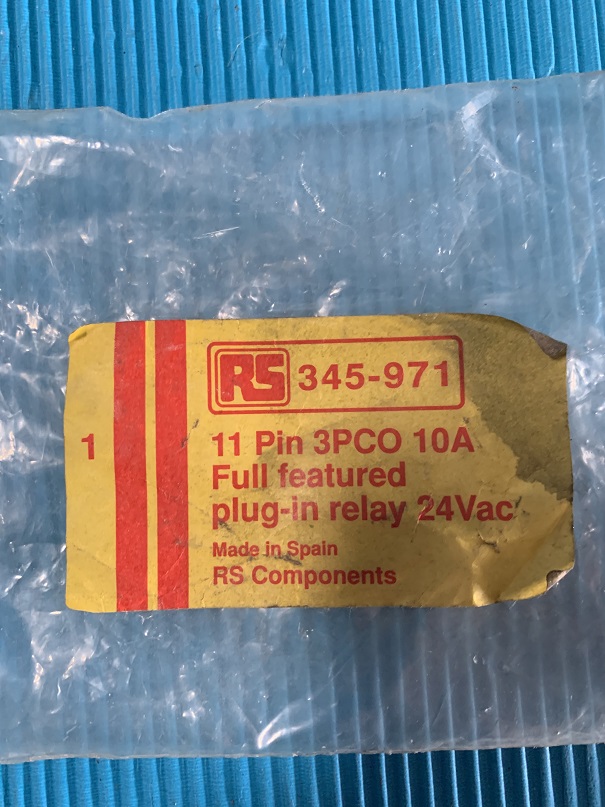 RS 345-971
1
11 Pin 3PCO 10A
Full featured
plug-in relay 24Vac
Made in Spain
RS Components